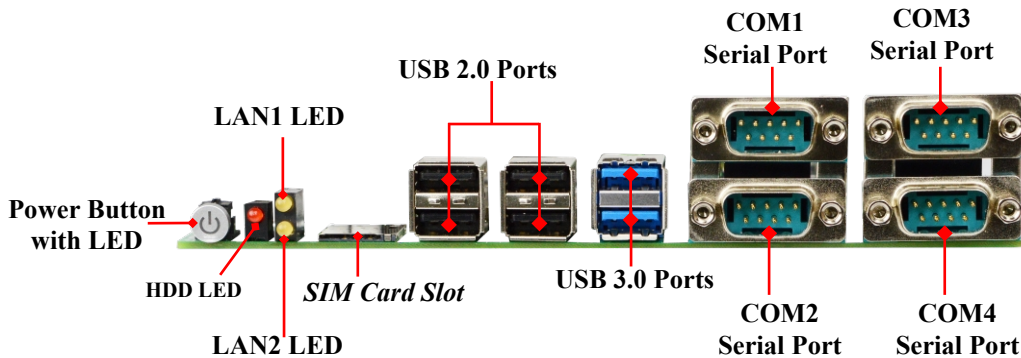 COM1
Serial Port
COM3
Serial Port
USB 2.0 Ports
LAN1 LED
Power Button
with LED
HDD LED
SIM Card Slot
USB 3.0 Ports
LAN2 LED
COM2
Serial Port
COM4
Serial Port